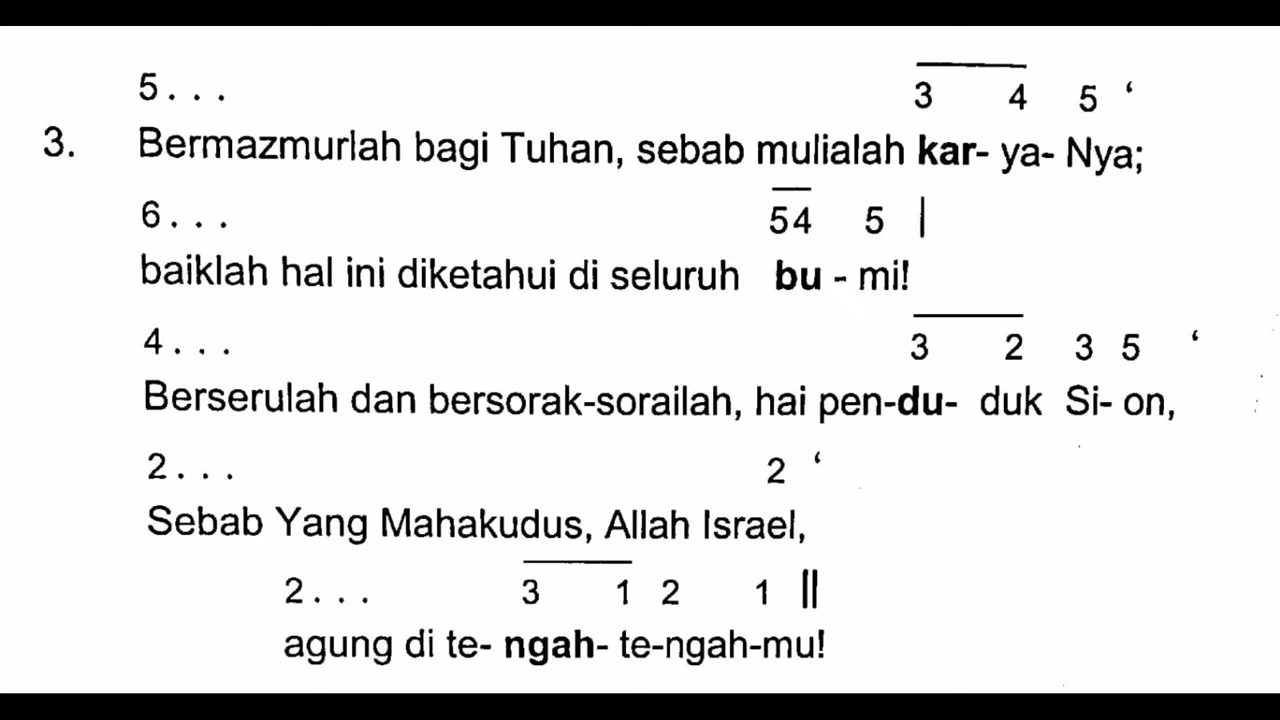 5 . . . 3 4 5 ‘
3. Bermazmurlah bagi Tuhan, sebab mulialah kar- ya- Nya;
6 . . . 54 5 |
baiklah hal ini diketahui di seluruh bu - mi!
4 . . . 3 2 3 5 ‘
Berserulah dan bersorak-sorailah, hai pen-du- duk Si- on,
2 . . . 2 ‘
Sebab Yang Mahakudus, Allah Israel,
2 . . . 3 1 2 1 ||
agung di te- ngah- te-ngah-mu!